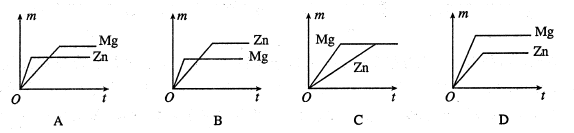 m Mg Zn O t A
m Zn Mg O t B
m Mg Zn O t C
m Mg Zn O t D